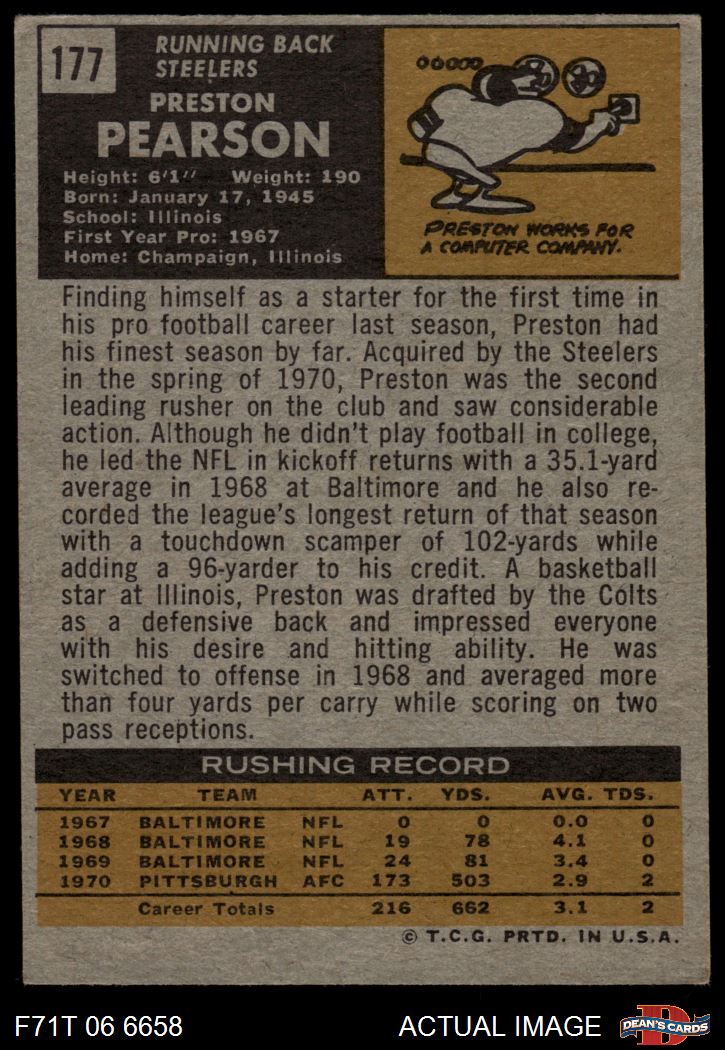 177
RUNNING BACK
STEELERS
PRESTON
PEARSON
Height: 6'1" Weight: 190
Born: January 17, 1945
School: Illinois
First Year Pro: 1967
Home: Champaign, Illinois
PRESTON WORKS FOR
A COMPUTER COMPANY.
Finding himself as a starter for the first time in
his pro football career last season, Preston had
his finest season by far. Acquired by the Steelers
in the spring of 1970, Preston was the second
leading rusher on the club and saw considerable
action. Although he didn't play football in college,
he led the NFL in kickoff returns with a 35.1-yard
average in 1968 at Baltimore and he also re-
corded the league's longest return of that season
with a touchdown scamper of 102-yards while
adding a 96-yarder to his credit. A basketball
star at Illinois, Preston was drafted by the Colts
as a defensive back and impressed everyone
with his desire and hitting ability. He was
switched to offense in 1968 and averaged more
than four yards per carry while scoring on two
pass receptions.
RUSHING RECORD
YEAR TEAM ATT. YDS. AVG. TDS.
1967 BALTIMORE NFL 0 0 0.0 0
1968 BALTIMORE NFL 19 78 4.1 0
1969 BALTIMORE NFL 24 81 3.4 0
1970 PITTSBURGH AFC 173 503 2.9 2
Career Totals 216 662 3.1 2
© T.C.G. PRTD. IN U.S.A.
F71T 06 6658 ACTUAL IMAGE
DEAN'S CARDS